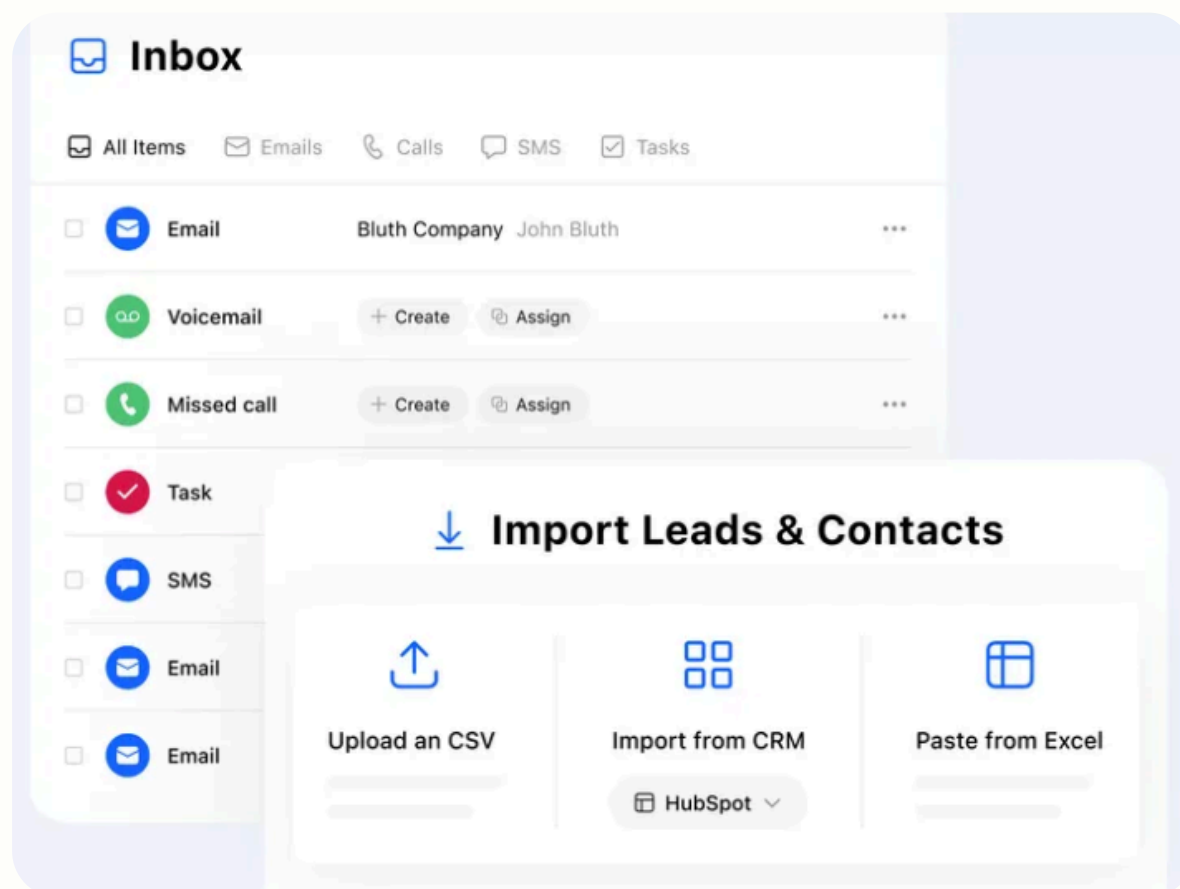 Inbox
All Items Emails Calls SMS Tasks
Email Bluth Company John Bluth
Voicemail Create Assign
Missed call Create Assign
Task
SMS
Email
Email
Import Leads & Contacts
Upload an CSV
Import from CRM
HubSpot
Paste from Excel